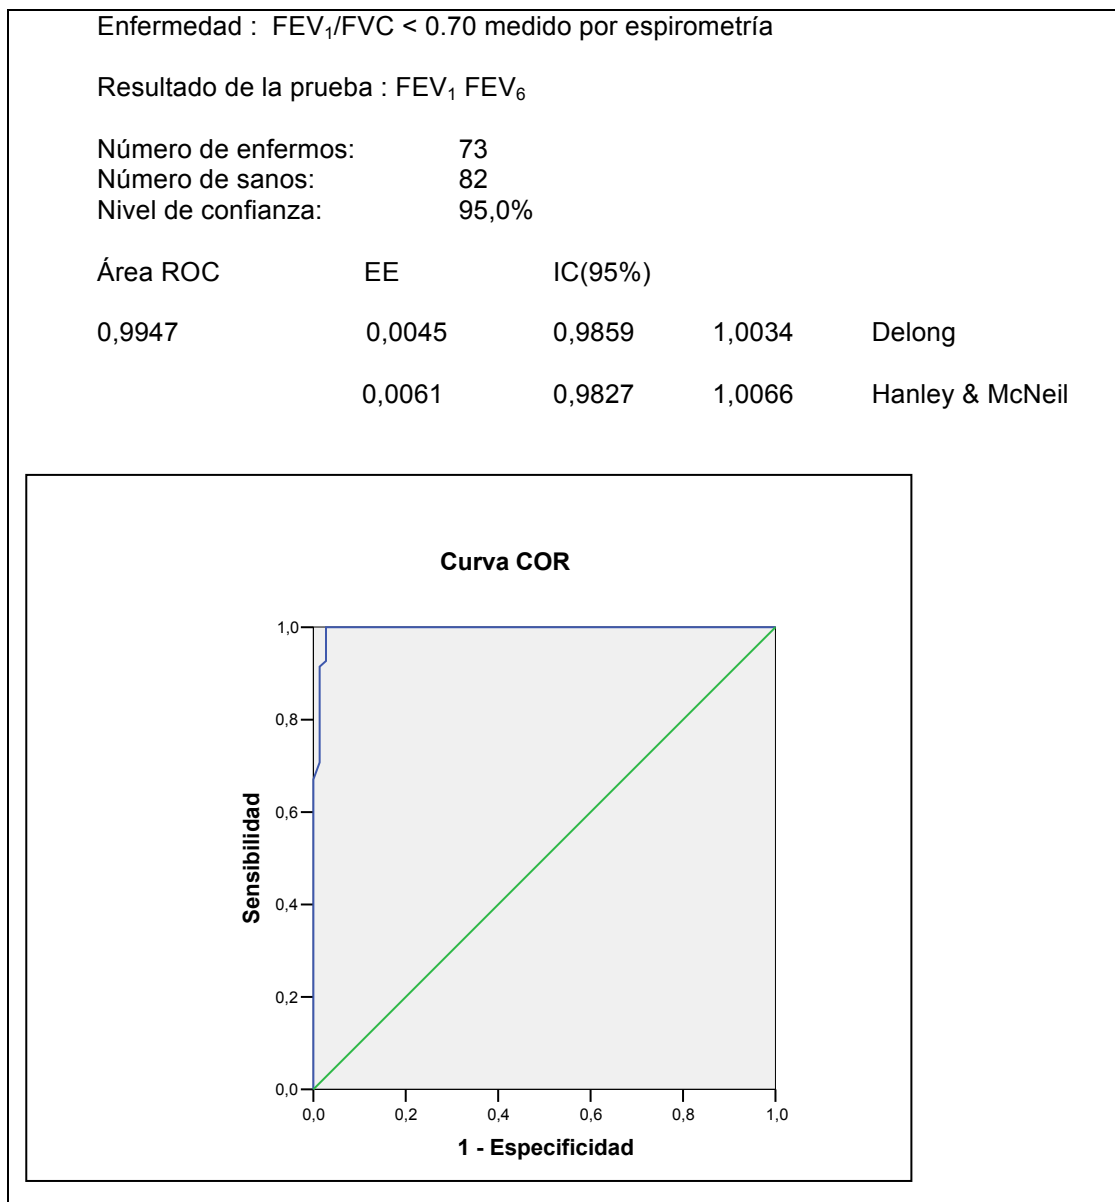 Enfermedad :  FEV₁/FVC < 0.70 medido por espirometría
Resultado de la prueba : FEV₁ FEV₆
Número de enfermos: 73
Número de sanos: 82
Nivel de confianza: 95,0%
Área ROC EE IC(95%)
0,9947 0,0045 0,9859 1,0034 Delong
0,0061 0,9827 1,0066 Hanley & McNeil
Curva COR
1,0
0,8
0,6
0,4
0,2
0,0
Sensibilidad
0,0 0,2 0,4 0,6 0,8 1,0
1 - Especificidad